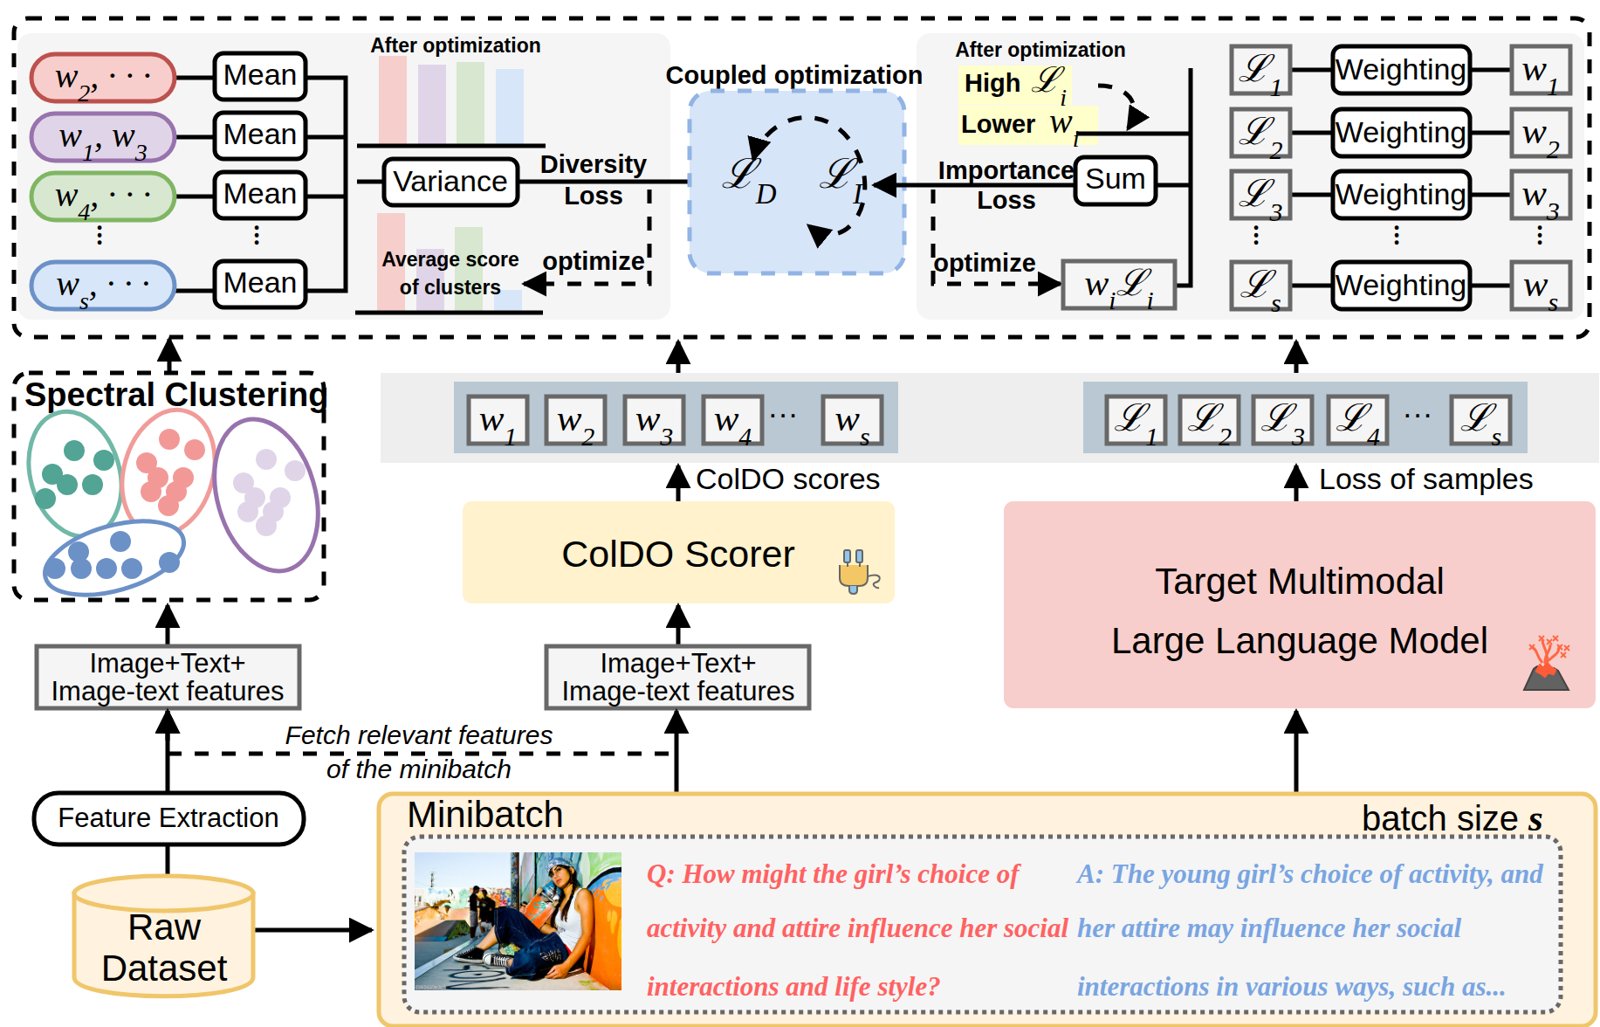 After optimization
Coupled optimization
After optimization
w2, · · ·
Mean
w1, w3
Mean
w4, · · ·
Mean
⋮
⋮
ws, · · ·
Mean
Variance
Diversity
Loss
Average score
of clusters
optimize
ℒD
ℒI
High ℒi
Lower wi
Importance
Loss
Sum
optimize
wiℒi
ℒ1
Weighting
w1
ℒ2
Weighting
w2
ℒ3
Weighting
w3
⋮
⋮
⋮
ℒs
Weighting
ws
Spectral Clustering
w1 w2 w3 w4 ··· ws
ℒ1 ℒ2 ℒ3 ℒ4 ··· ℒs
ColDO scores
Loss of samples
ColDO Scorer
Target Multimodal
Large Language Model
Image+Text+
Image-text features
Image+Text+
Image-text features
Fetch relevant features
of the minibatch
Feature Extraction
Raw
Dataset
Minibatch
batch size s
Q: How might the girl’s choice of
activity and attire influence her social
interactions and life style?
A: The young girl’s choice of activity, and
her attire may influence her social
interactions in various ways, such as...